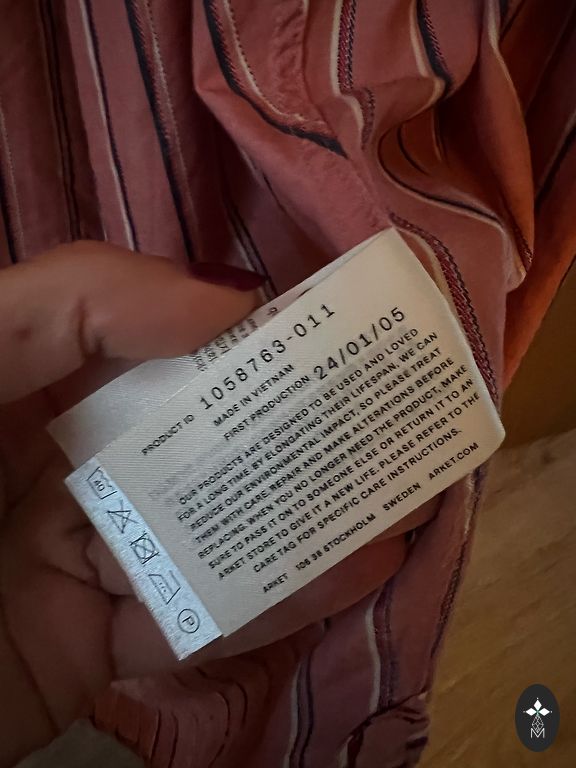 PRODUCT ID 1058763-011
MADE IN VIETNAM
FIRST PRODUCTION 24/01/05
OUR PRODUCTS ARE DESIGNED TO BE USED AND LOVED
FOR A LONG TIME. BY ELONGATING THEIR LIFESPAN, WE CAN
REDUCE OUR ENVIRONMENTAL IMPACT, SO PLEASE TREAT
THEM WITH CARE, REPAIR AND MAKE ALTERATIONS BEFORE
REPLACING. WHEN YOU NO LONGER NEED THE PRODUCT, MAKE
SURE TO PASS IT ON TO SOMEONE ELSE OR RETURN IT TO AN
ARKET STORE TO GIVE IT A NEW LIFE. PLEASE REFER TO THE
CARE TAG FOR SPECIFIC CARE INSTRUCTIONS.
ARKET 106 38 STOCKHOLM SWEDEN ARKET.COM
40
P
M